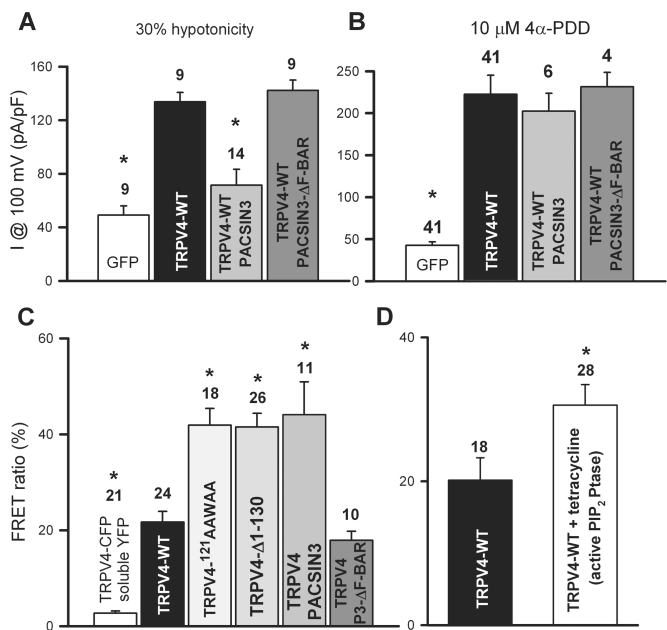 A
30% hypotonicity
I @ 100 mV (pA/pF)
160
120
80
40
0
*
9
GFP
9
TRPV4-WT
*
14
TRPV4-WT
PACSIN3
9
TRPV4-WT
PACSIN3-ΔF-BAR
B
10 μM 4α-PDD
250
200
150
100
50
0
*
41
GFP
41
TRPV4-WT
6
TRPV4-WT
PACSIN3
4
TRPV4-WT
PACSIN3-ΔF-BAR
C
FRET ratio (%)
60
40
20
0
*
21
TRPV4-CFP
soluble YFP
24
TRPV4-WT
*
18
TRPV4-¹²¹AAWAA
*
26
TRPV4-Δ1-130
*
11
TRPV4
PACSIN3
10
TRPV4
P3-ΔF-BAR
D
40
20
0
18
TRPV4-WT
*
28
TRPV4-WT + tetracycline
(active PIP₂ Ptase)